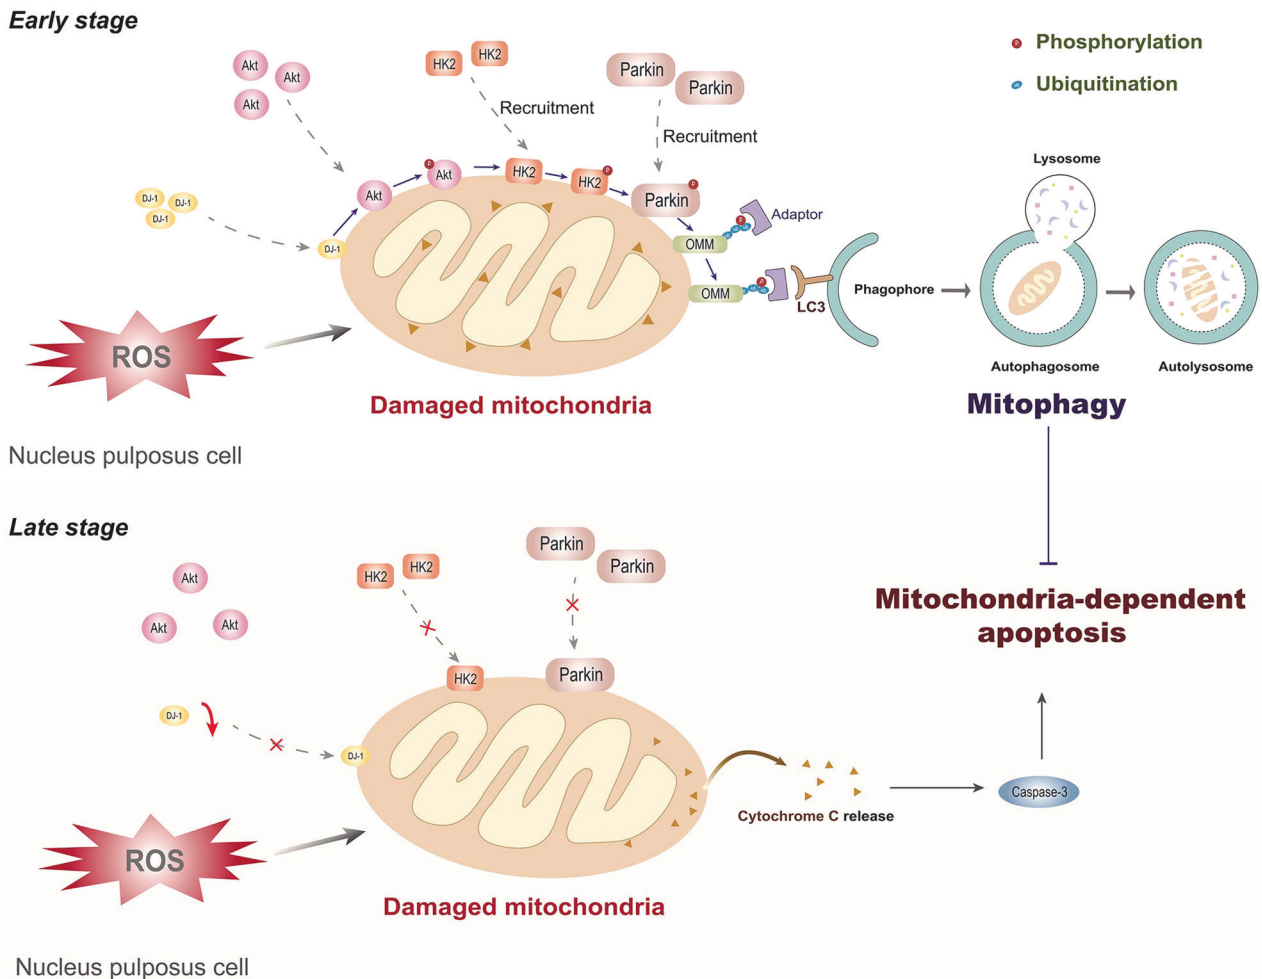 Early stage
Phosphorylation
P
Ubiquitination
ub
Akt
Akt
Akt
HK2
HK2
Parkin
Parkin
Recruitment
Recruitment
Lysosome
DJ-1
DJ-1
DJ-1
DJ-1
Akt
P
Akt
HK2
HK2
P
Parkin
P
OMM
P
Adaptor
OMM
P
LC3
Phagophore
Autophagosome
Autolysosome
ROS
Damaged mitochondria
Mitophagy
Nucleus pulposus cell
Late stage
Akt
Akt
Akt
HK2
HK2
Parkin
Parkin
Mitochondria-dependent
apoptosis
HK2
Parkin
DJ-1
DJ-1
Cytochrome C release
Caspase-3
ROS
Damaged mitochondria
Nucleus pulposus cell